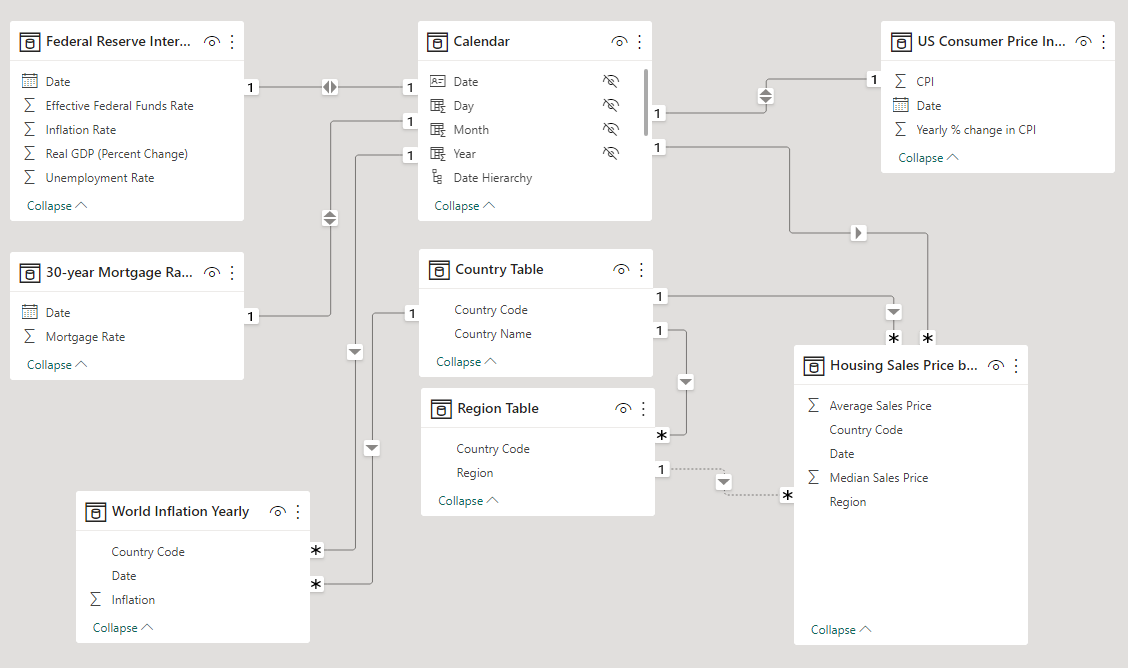 Federal Reserve Inter...
Date
Effective Federal Funds Rate
Inflation Rate
Real GDP (Percent Change)
Unemployment Rate
Collapse
1
1
1
1
Calendar
Date
Day
Month
Year
Date Hierarchy
Collapse
1
1
US Consumer Price In...
CPI
Date
Yearly % change in CPI
Collapse
1
30-year Mortgage Ra...
Date
Mortgage Rate
Collapse
1
Country Table
Country Code
Country Name
Collapse
1
1
1
Region Table
Country Code
Region
Collapse
*
1
Housing Sales Price b...
Average Sales Price
Country Code
Date
Median Sales Price
Region
Collapse
*
*
*
World Inflation Yearly
Country Code
Date
Inflation
Collapse
*
*